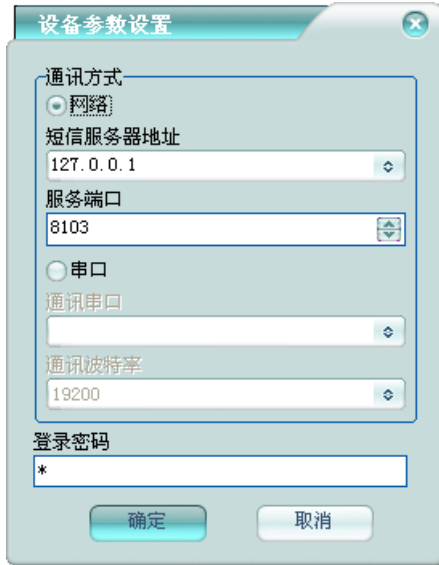 设备参数设置
通讯方式
网络
短信服务器地址
127.0.0.1
服务端口
8103
串口
通讯串口
通讯波特率
19200
登录密码
*
确定
取消